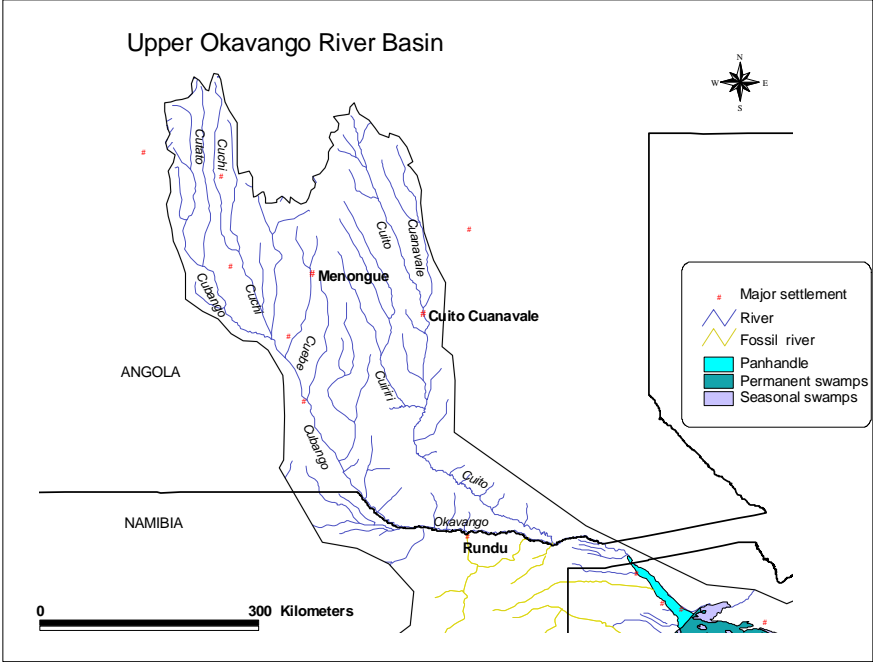 Upper Okavango River Basin
N
W E
S
Cutato
Cuchi
Cuito
Cuanavale
Cubango
Cuchi
Menongue
Cuito Cuanavale
Cuebe
Cuiriri
ANGOLA
Cubango
Cuito
NAMIBIA
Okavango
Rundu
# Major settlement
River
Fossil river
Panhandle
Permanent swamps
Seasonal swamps
0 300 Kilometers